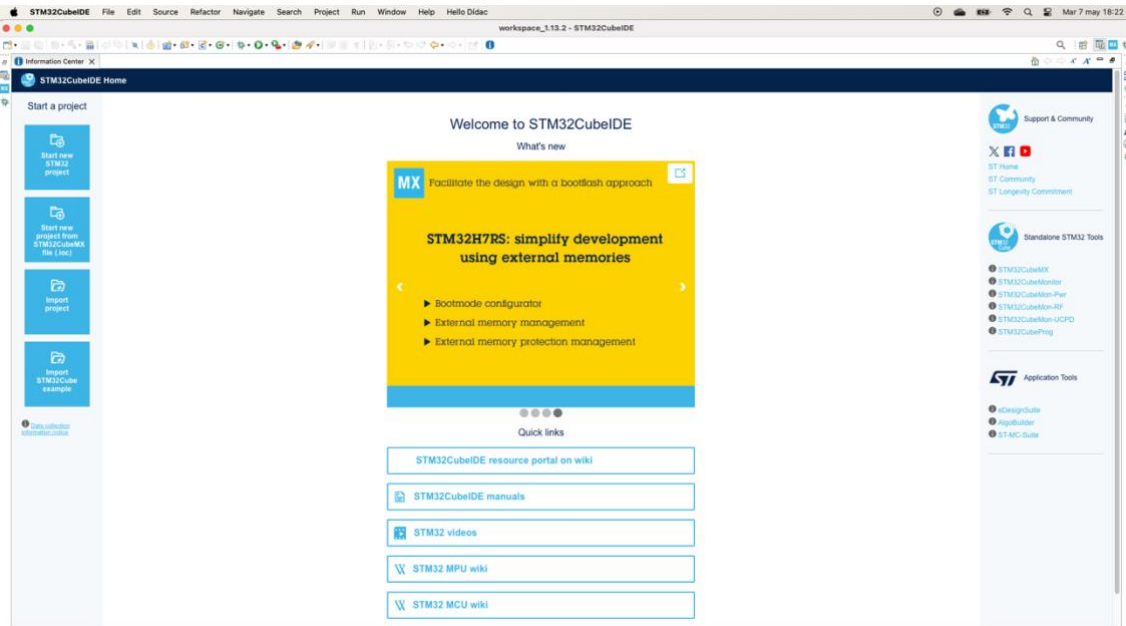 STM32CubeIDE File Edit Source Refactor Navigate Search Project Run Window Help Hello Dídac
Mar 7 may 18:22
workspace_1.13.2 - STM32CubeIDE
Information Center
STM32CubeIDE Home
Start a project
Start new
STM32
project
Start new
project from
STM32CubeMX
file (.ioc)
Import
project
Import
STM32Cube
example
Data collection
information notice
Welcome to STM32CubeIDE
What's new
MX Facilitate the design with a bootflash approach
STM32H7RS: simplify development
using external memories
Bootmode configurator
External memory management
External memory protection management
Quick links
STM32CubeIDE resource portal on wiki
STM32CubeIDE manuals
STM32 videos
STM32 MPU wiki
STM32 MCU wiki
Support & Community
ST Home
ST Community
ST Longevity Commitment
Standalone STM32 Tools
STM32CubeMX
STM32CubeMonitor
STM32CubeMon-Pwr
STM32CubeMon-RF
STM32CubeMon-UCPD
STM32CubeProg
Application Tools
eDesignSuite
AlgoBuilder
ST-MC-Suite